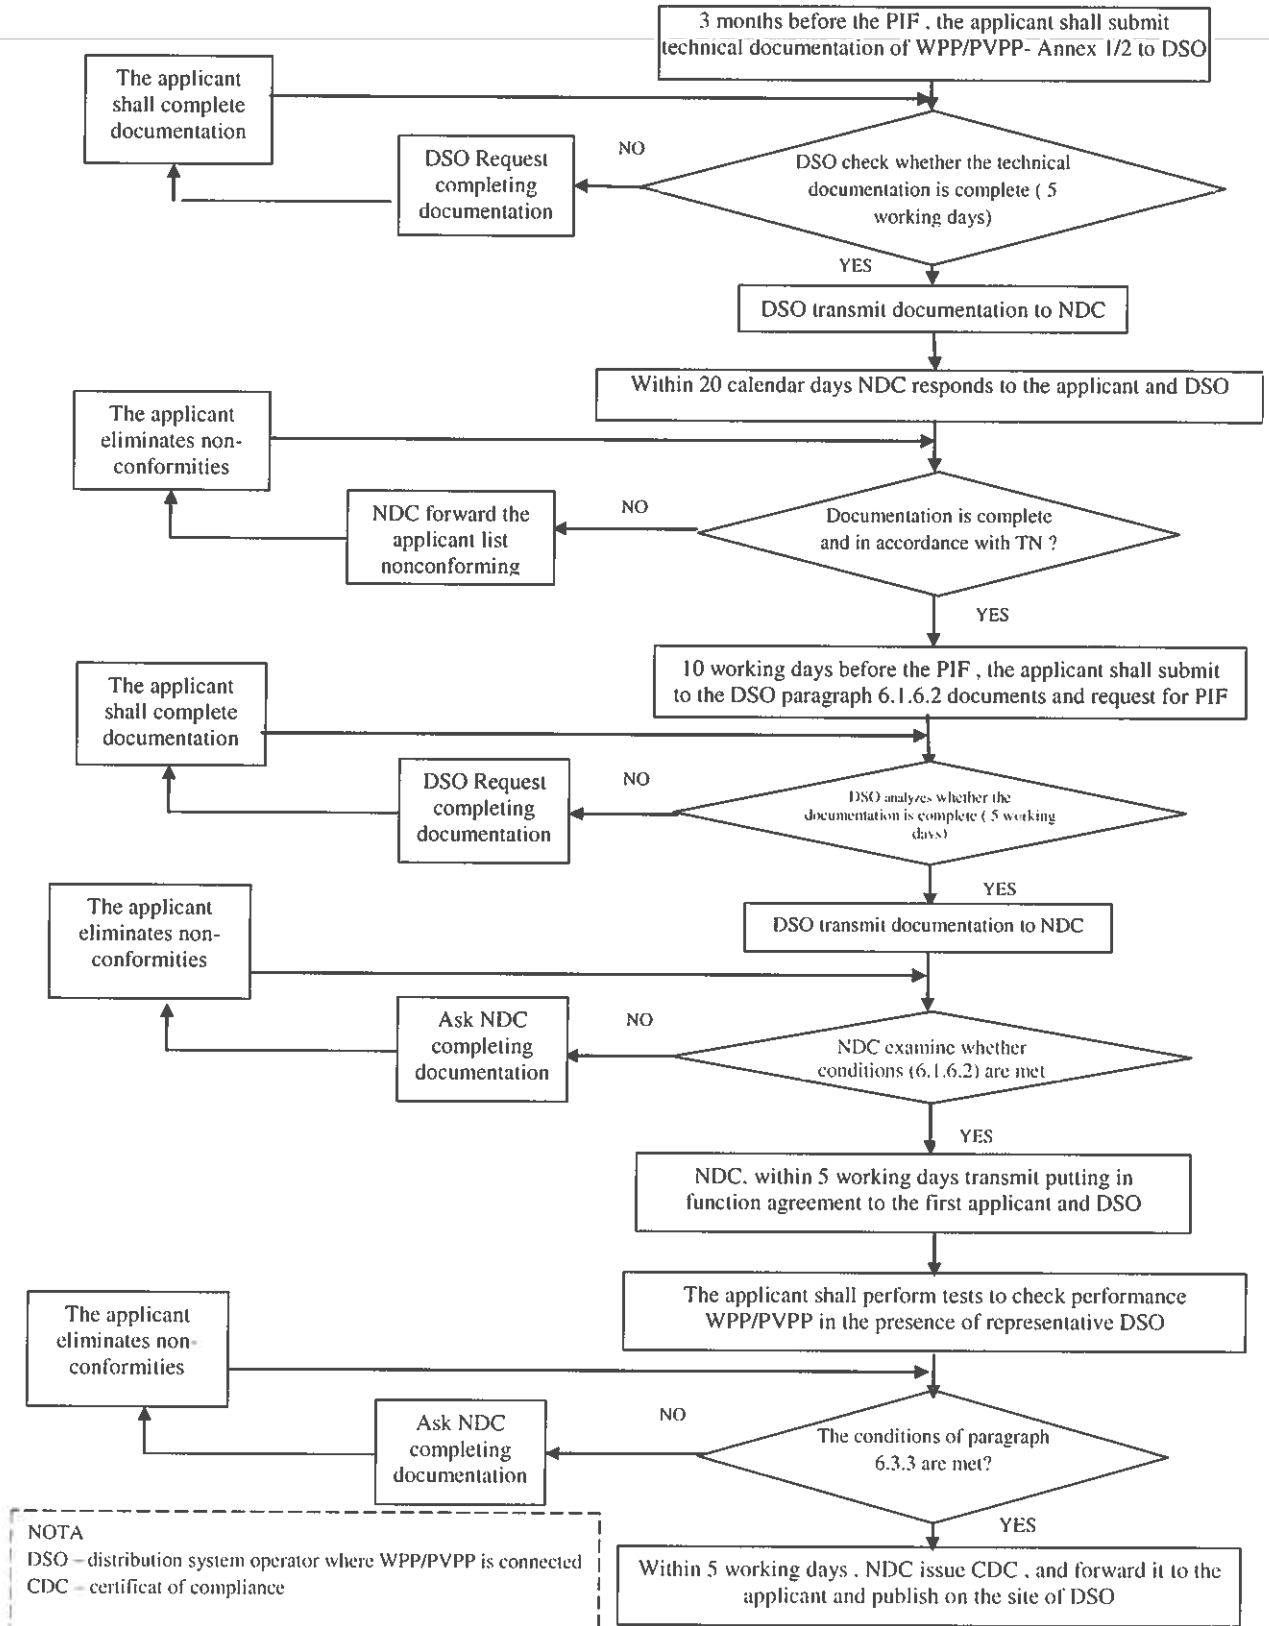 3 months before the PIF , the applicant shall submit
technical documentation of WPP/PVPP- Annex 1/2 to DSO
The applicant
shall complete
documentation
DSO Request
completing
documentation
NO
DSO check whether the technical
documentation is complete ( 5
working days)
YES
DSO transmit documentation to NDC
Within 20 calendar days NDC responds to the applicant and DSO
The applicant
eliminates non-
conformities
NDC forward the
applicant list
nonconforming
NO
Documentation is complete
and in accordance with TN ?
YES
10 working days before the PIF , the applicant shall submit
to the DSO paragraph 6.1.6.2 documents and request for PIF
The applicant
shall complete
documentation
DSO Request
completing
documentation
NO
DSO analyzes whether the
documentation is complete ( 5 working
days)
YES
DSO transmit documentation to NDC
The applicant
eliminates non-
conformities
Ask NDC
completing
documentation
NO
NDC examine whether
conditions (6.1.6.2) are met
YES
NDC, within 5 working days transmit putting in
function agreement to the first applicant and DSO
The applicant shall perform tests to check performance
WPP/PVPP in the presence of representative DSO
The applicant
eliminates non-
conformities
Ask NDC
completing
documentation
NO
The conditions of paragraph
6.3.3 are met?
YES
Within 5 working days , NDC issue CDC , and forward it to the
applicant and publish on the site of DSO
NOTA
DSO – distribution system operator where WPP/PVPP is connected
CDC – certificat of compliance